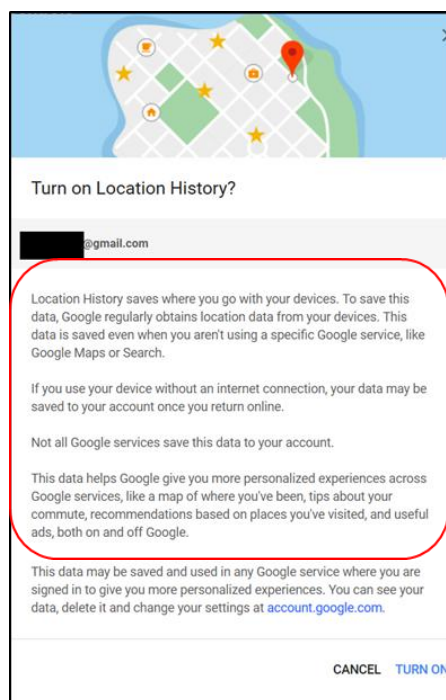 Turn on Location History?
@gmail.com
Location History saves where you go with your devices. To save this
data, Google regularly obtains location data from your devices. This
data is saved even when you aren't using a specific Google service, like
Google Maps or Search.
If you use your device without an internet connection, your data may be
saved to your account once you return online.
Not all Google services save this data to your account.
This data helps Google give you more personalized experiences across
Google services, like a map of where you've been, tips about your
commute, recommendations based on places you've visited, and useful
ads, both on and off Google.
This data may be saved and used in any Google service where you are
signed in to give you more personalized experiences. You can see your
data, delete it and change your settings at account.google.com.
CANCEL TURN ON